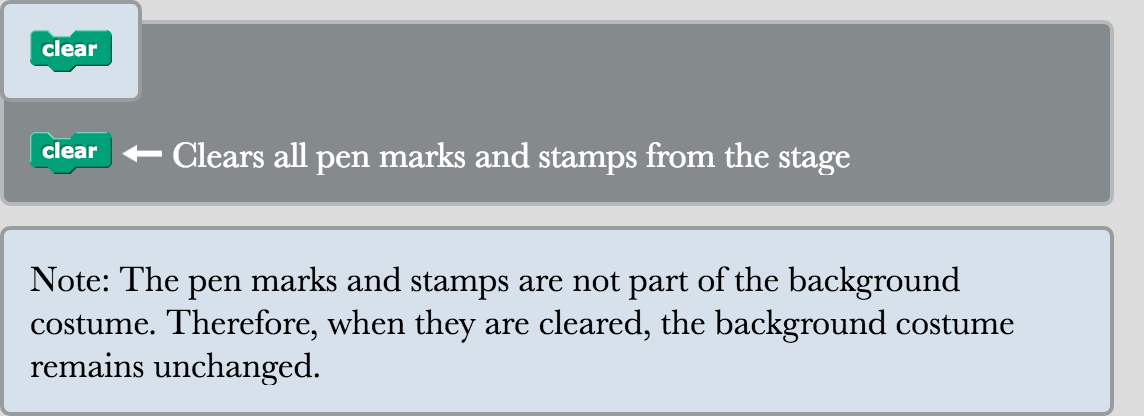 clear
clear ← Clears all pen marks and stamps from the stage
Note: The pen marks and stamps are not part of the background
costume. Therefore, when they are cleared, the background costume
remains unchanged.